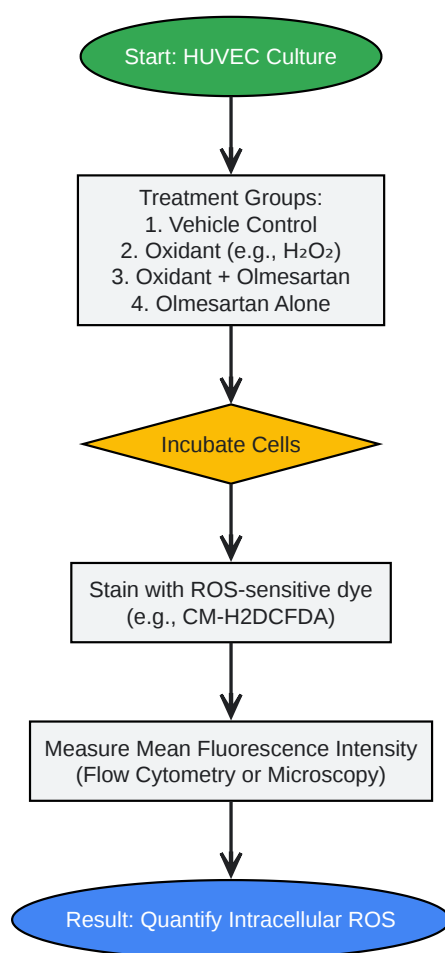 Start: HUVEC Culture
Treatment Groups:
1. Vehicle Control
2. Oxidant (e.g., H₂O₂)
3. Oxidant + Olmesartan
4. Olmesartan Alone
Incubate Cells
Stain with ROS-sensitive dye
(e.g., CM-H2DCFDA)
Measure Mean Fluorescence Intensity
(Flow Cytometry or Microscopy)
Result: Quantify Intracellular ROS